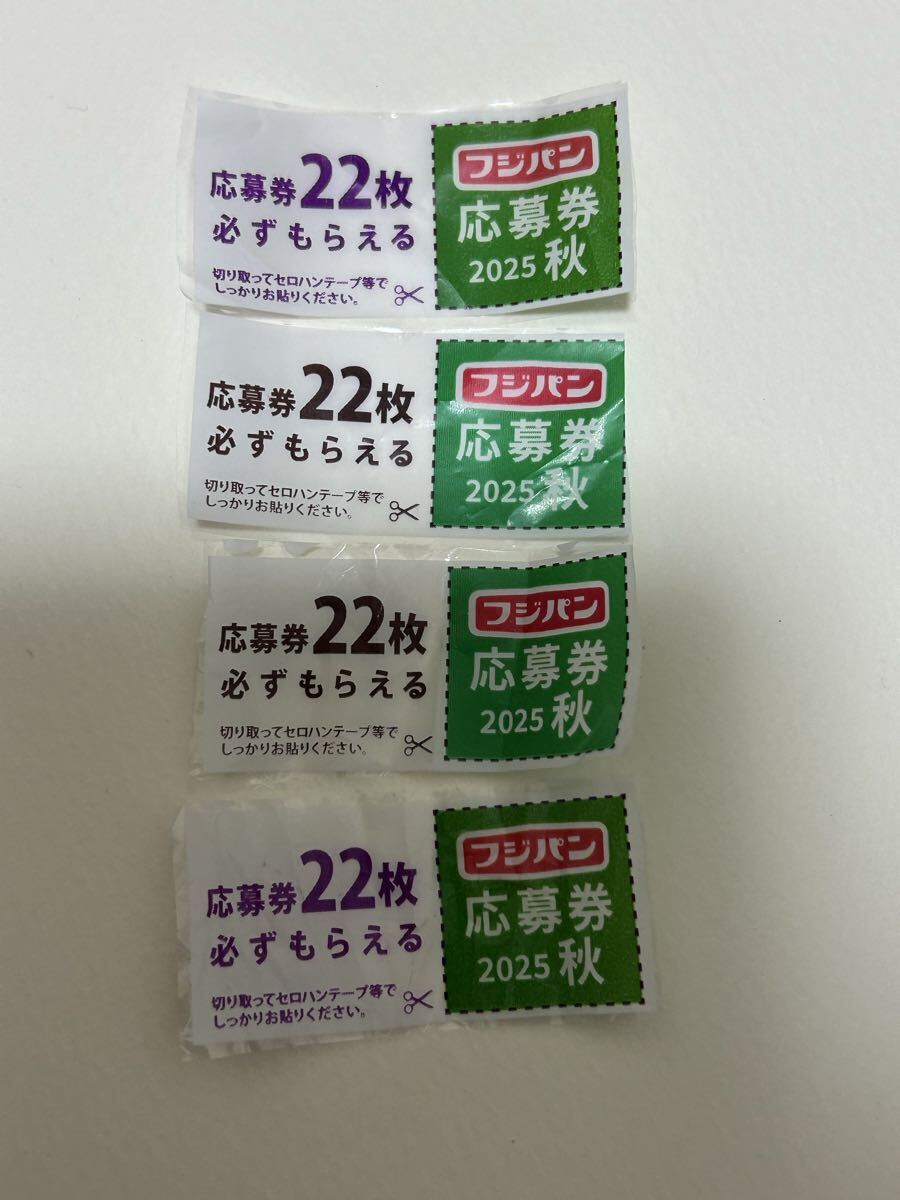 応募券22枚
必ずもらえる
切り取ってセロハンテープ等で
しっかりお貼りください。
フジパン
応募券
2025 秋
応募券22枚
必ずもらえる
切り取ってセロハンテープ等で
しっかりお貼りください。
フジパン
応募券
2025 秋
応募券22枚
必ずもらえる
切り取ってセロハンテープ等で
しっかりお貼りください。
フジパン
応募券
2025 秋
応募券22枚
必ずもらえる
切り取ってセロハンテープ等で
しっかりお貼りください。
フジパン
応募券
2025 秋